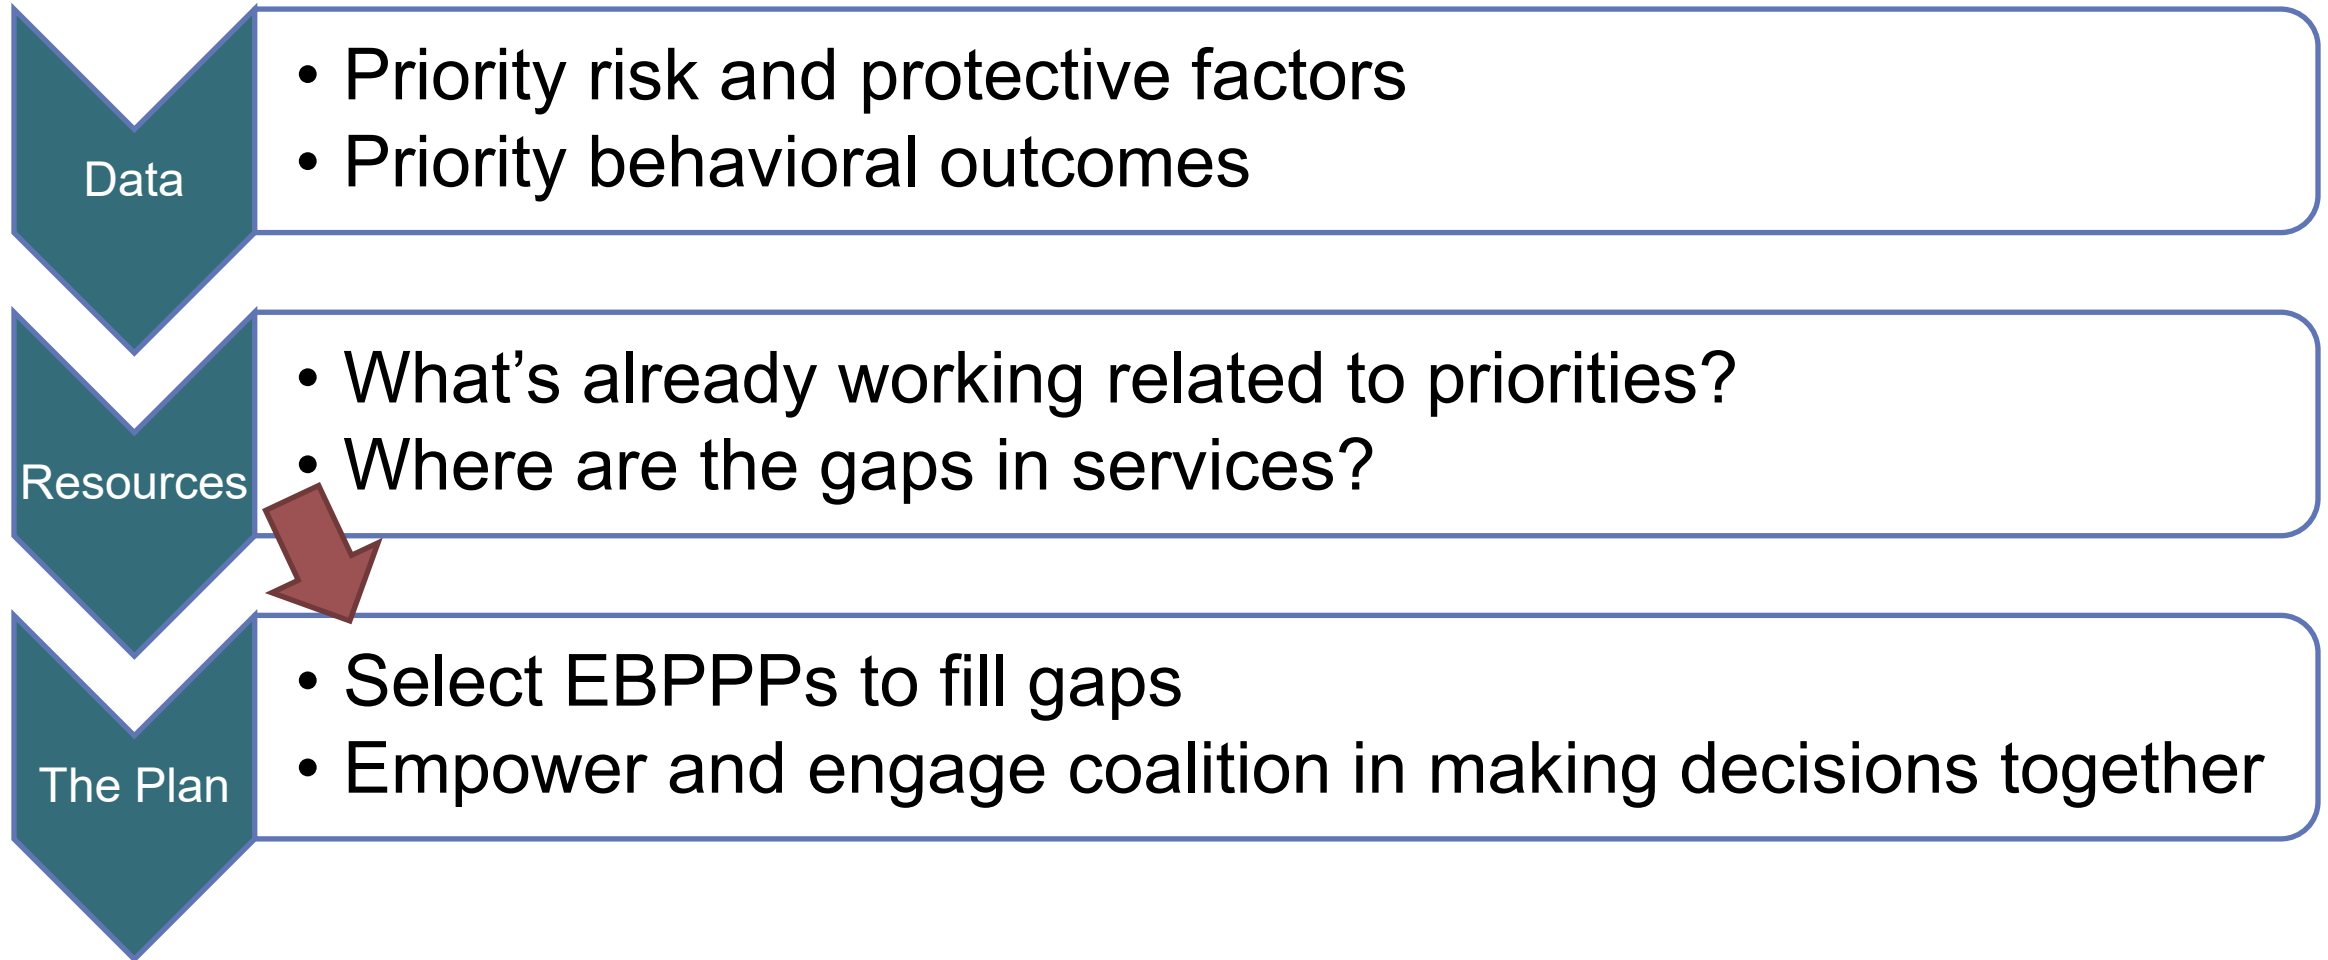 Data
• Priority risk and protective factors
• Priority behavioral outcomes
Resources
• What’s already working related to priorities?
• Where are the gaps in services?
The Plan
• Select EBPPPs to fill gaps
• Empower and engage coalition in making decisions together